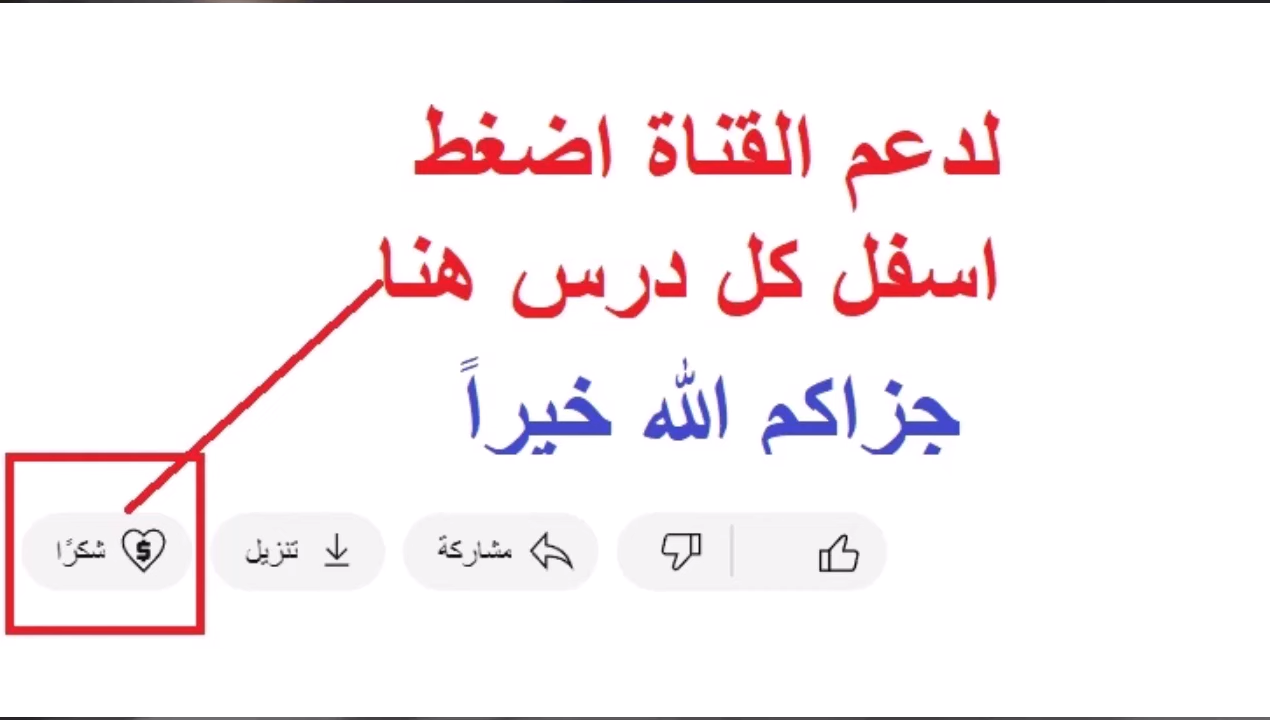 لدعم القناة اضغط
اسفل كل درس هنا
جزاكم الله خيراً
مشاركة
تنزيل
شكرًا